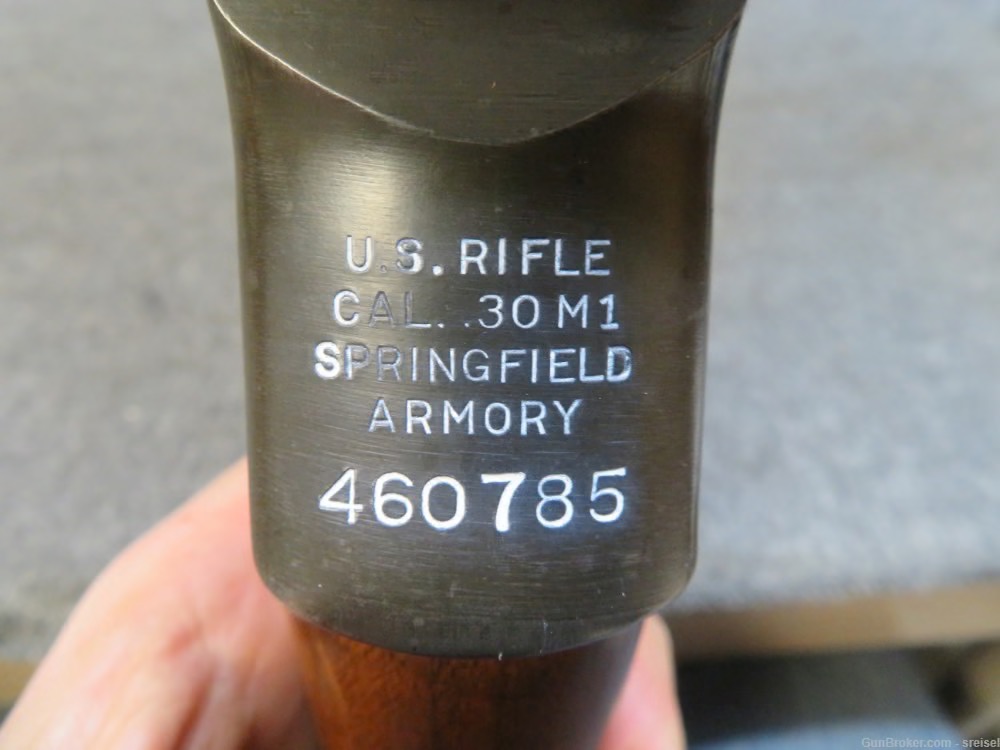 U.S. RIFLE
CAL. .30 M1
SPRINGFIELD
ARMORY
460785
GunBroker.com - sreisel